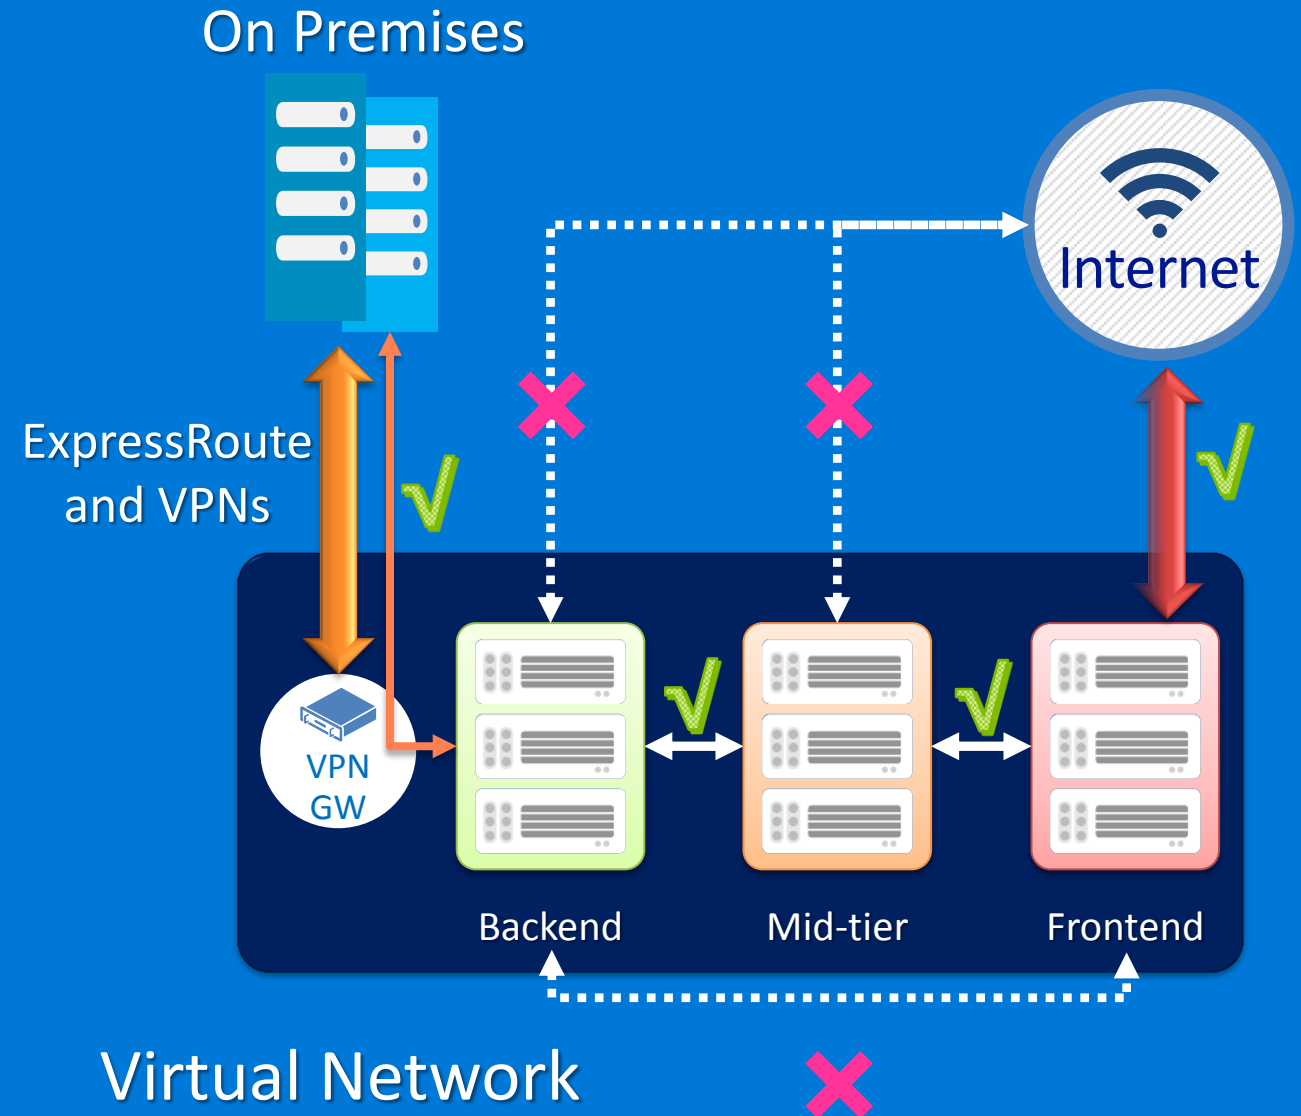 On Premises
Internet
ExpressRoute
and VPNs
VPN
GW
Backend
Mid-tier
Frontend
Virtual Network